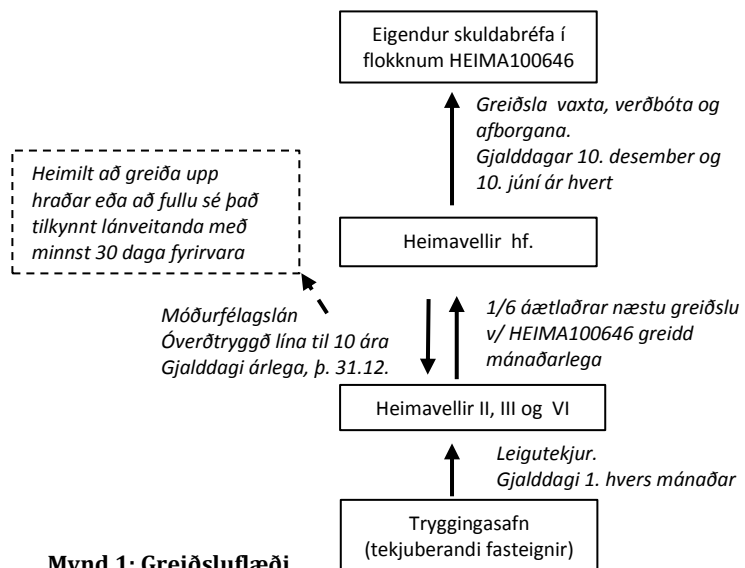 Eigendur skuldabréfa í
flokknum HEIMA100646
Greiðsla vaxta, verðbóta og
afborgana.
Gjalddagar 10. desember og
10. júní ár hvert
Heimilt að greiða upp
hraðar eða að fullu sé það
tilkynnt lánveitanda með
minnst 30 daga fyrirvara
Heimavellir hf.
Móðurfélagslán
Óverðtryggð lína til 10 ára
Gjalddagi árlega, þ. 31.12.
1/6 áætlaðrar næstu greiðslu
v/ HEIMA100646 greidd
mánaðarlega
Heimavellir II, III og VI
Leigutekjur.
Gjalddagi 1. hvers mánaðar
Tryggingasafn
(tekjuberandi fasteignir)
Mynd 1: Greiðsluflæði